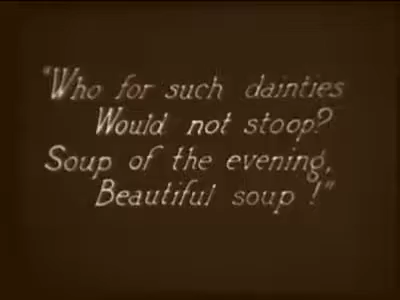 "Who for such dainties
Would not stoop?
Soup of the evening,
Beautiful soup!"